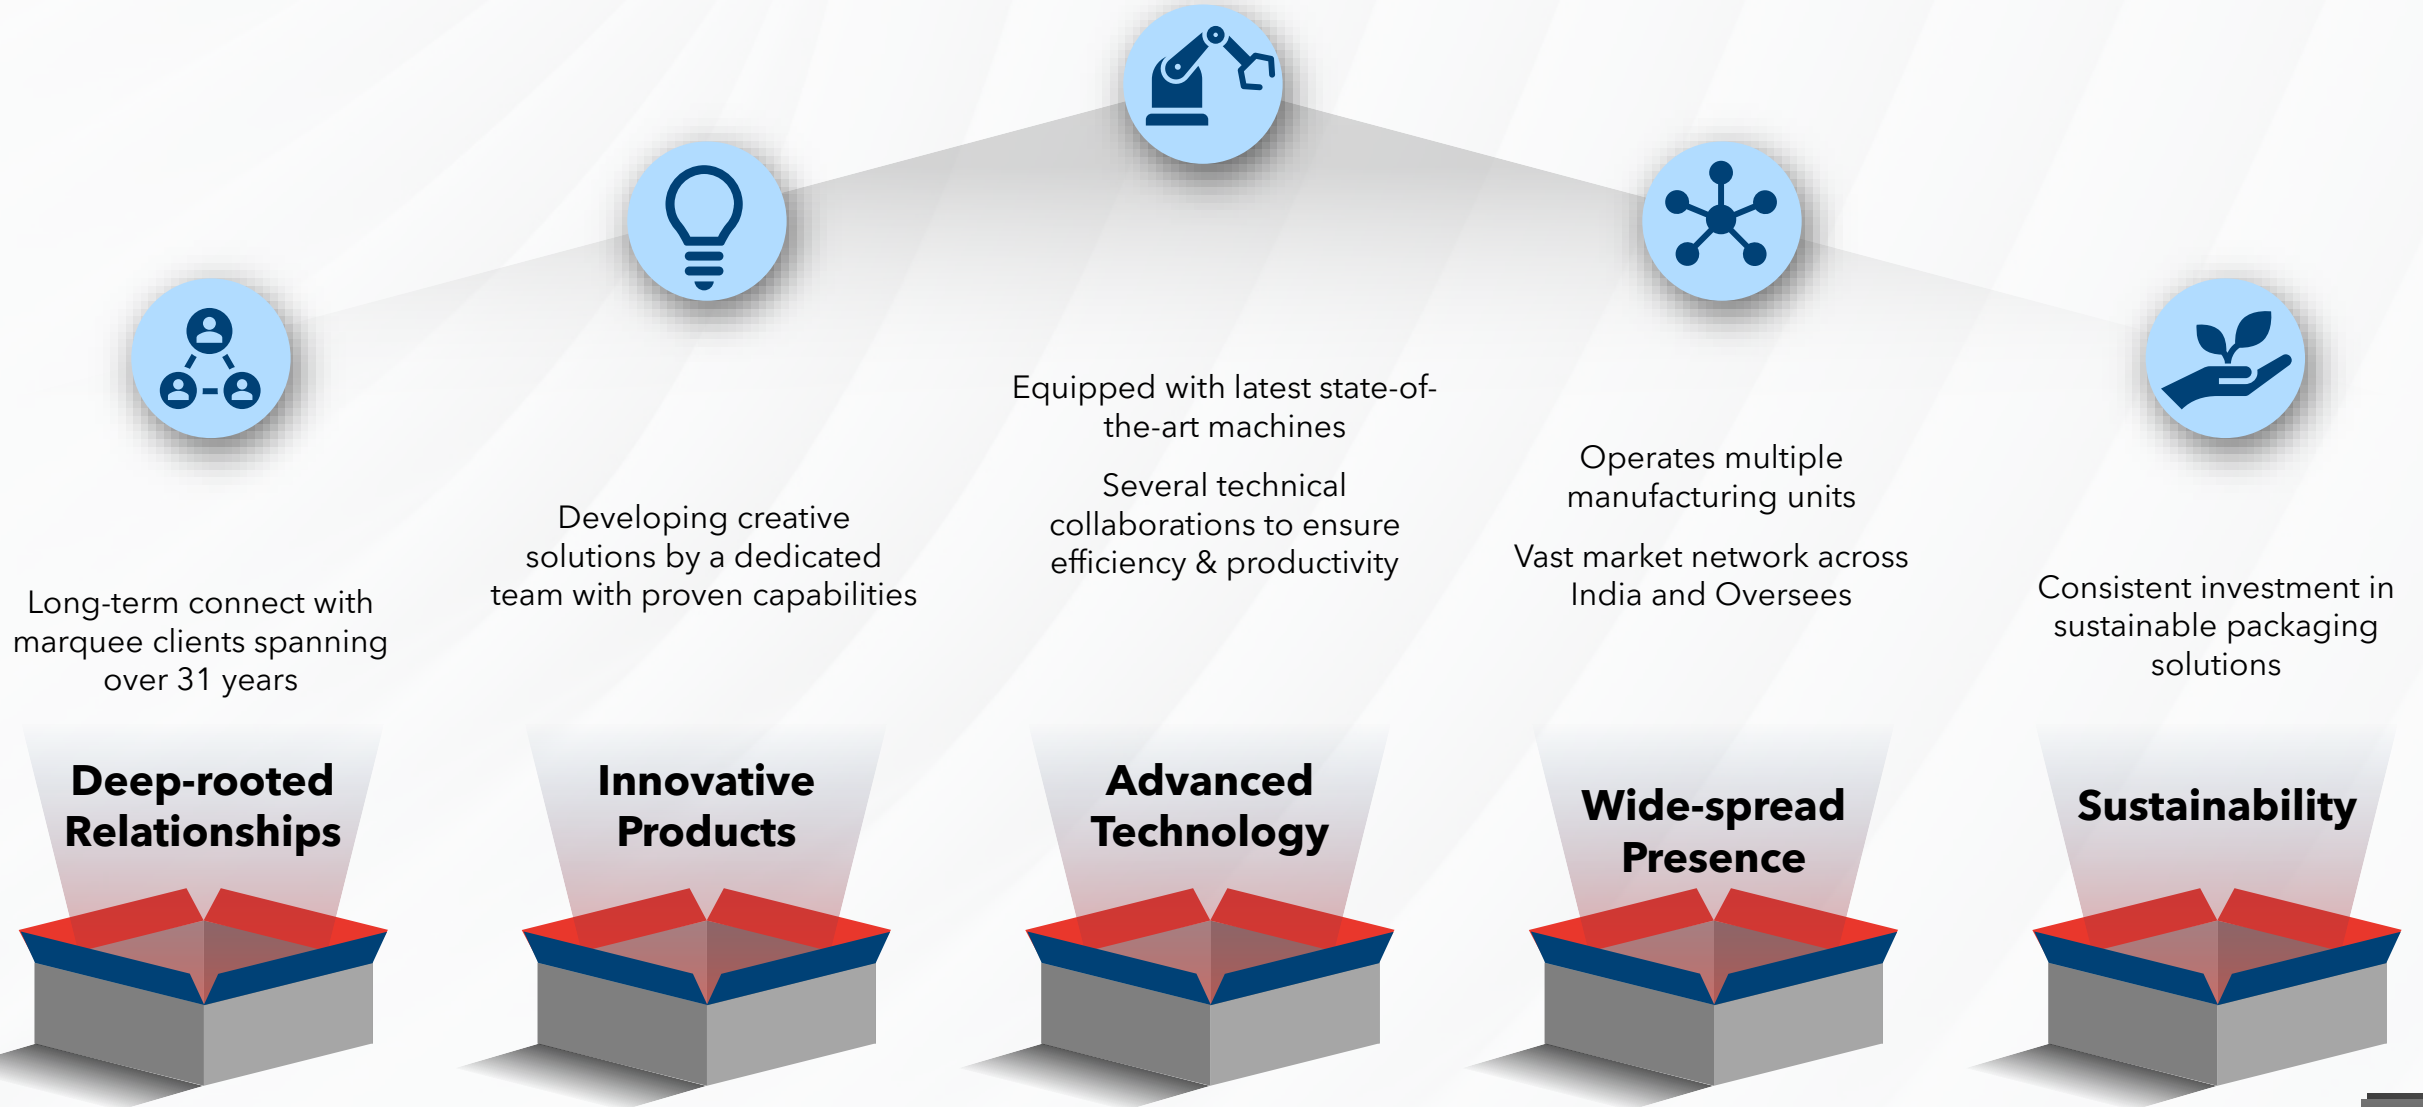 Long-term connect with
marquee clients spanning
over 31 years
Deep-rooted
Relationships
Developing creative
solutions by a dedicated
team with proven capabilities
Innovative
Products
Equipped with latest state-of-
the-art machines
Several technical
collaborations to ensure
efficiency & productivity
Advanced
Technology
Operates multiple
manufacturing units
Vast market network across
India and Oversees
Wide-spread
Presence
Consistent investment in
sustainable packaging
solutions
Sustainability